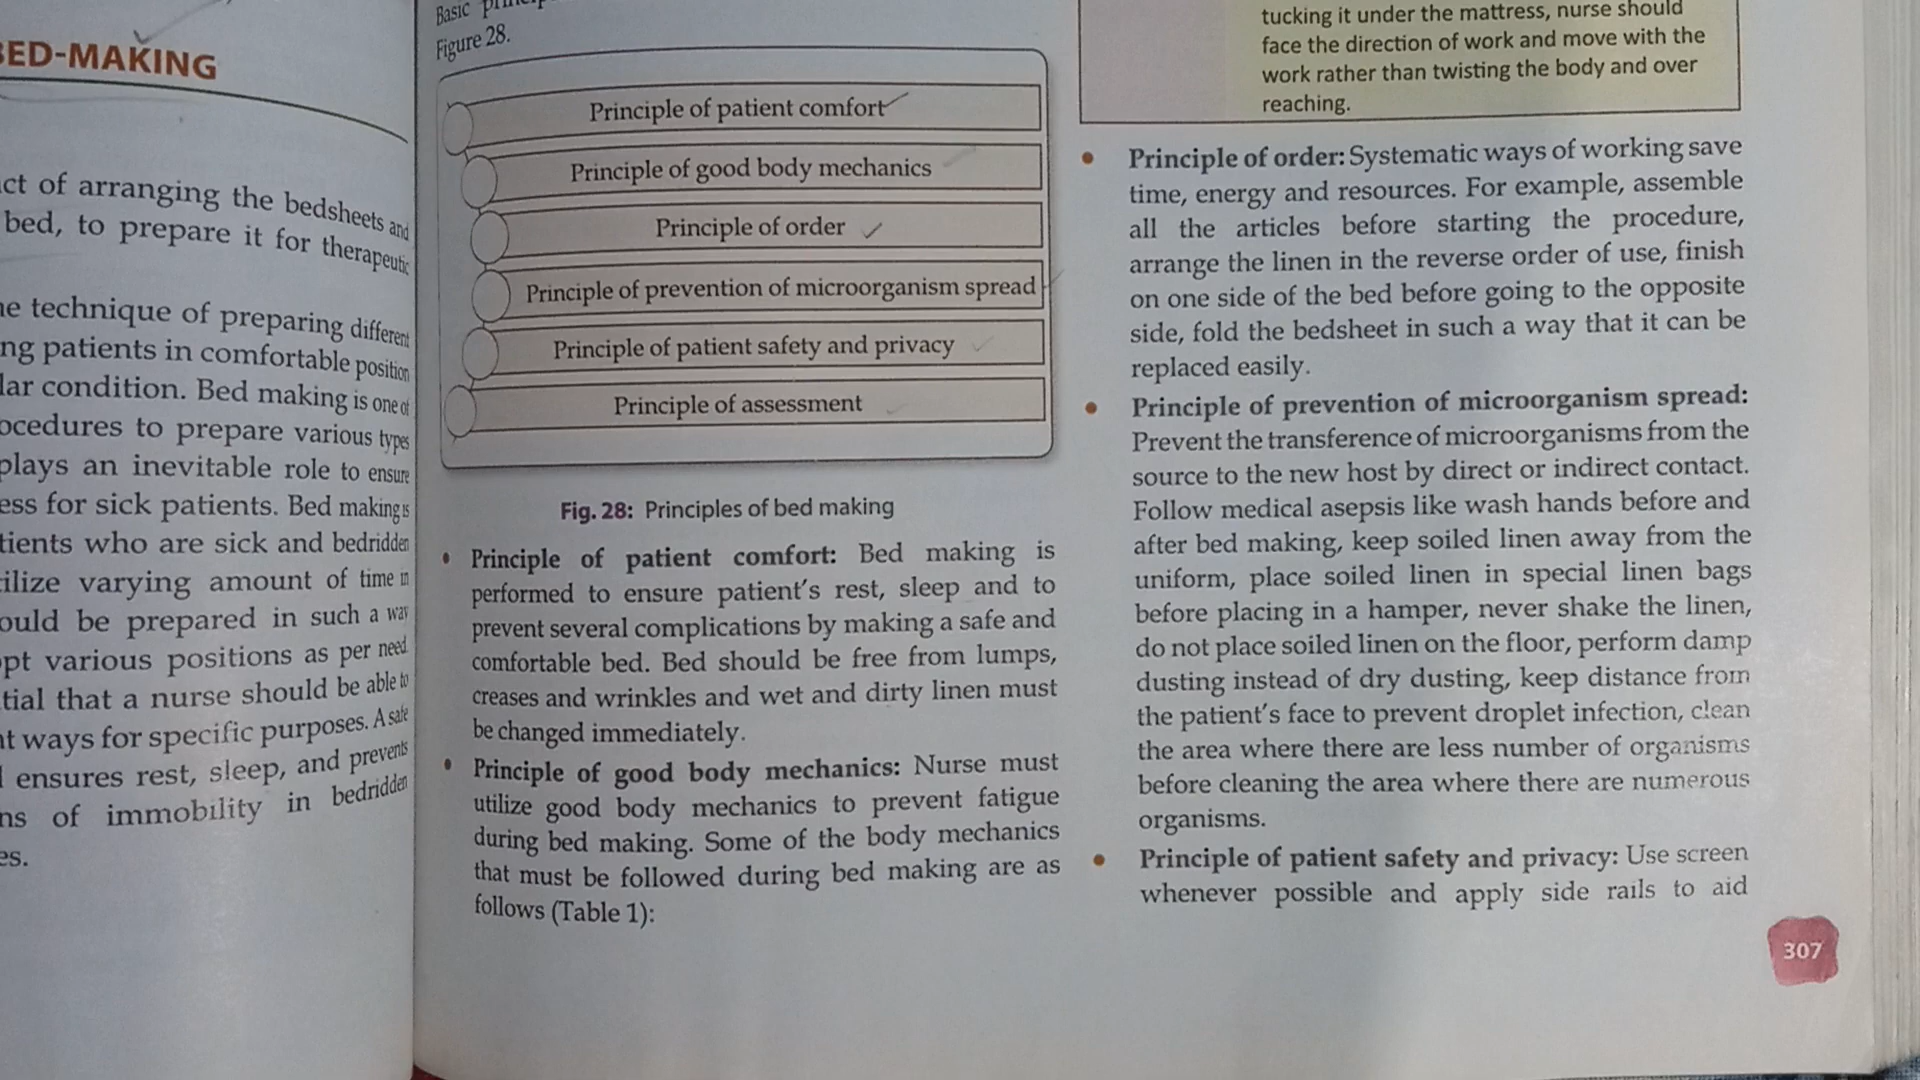 BED-MAKING
act of arranging the bedsheets and
bed, to prepare it for therapeutic
technique of preparing different
patients in comfortable position
condition. Bed making is one of
procedures to prepare various types
plays an inevitable role to ensure
for sick patients. Bed making is
who are sick and bedridden
varying amount of time in
be prepared in such a way
various positions as per need.
that a nurse should be able to
ways for specific purposes. A safe
ensures rest, sleep, and prevents
of immobility in bedridden
Basic
Figure 28.
Principle of patient comfort
Principle of good body mechanics
Principle of order
Principle of prevention of microorganism spread
Principle of patient safety and privacy
Principle of assessment
Fig. 28: Principles of bed making
• Principle of patient comfort: Bed making is
performed to ensure patient's rest, sleep and to
prevent several complications by making a safe and
comfortable bed. Bed should be free from lumps,
creases and wrinkles and wet and dirty linen must
be changed immediately.
• Principle of good body mechanics: Nurse must
utilize good body mechanics to prevent fatigue
during bed making. Some of the body mechanics
that must be followed during bed making are as
follows (Table 1):
tucking it under the mattress, nurse should
face the direction of work and move with the
work rather than twisting the body and over
reaching.
• Principle of order: Systematic ways of working save
time, energy and resources. For example, assemble
all the articles before starting the procedure,
arrange the linen in the reverse order of use, finish
on one side of the bed before going to the opposite
side, fold the bedsheet in such a way that it can be
replaced easily.
• Principle of prevention of microorganism spread:
Prevent the transference of microorganisms from the
source to the new host by direct or indirect contact.
Follow medical asepsis like wash hands before and
after bed making, keep soiled linen away from the
uniform, place soiled linen in special linen bags
before placing in a hamper, never shake the linen,
do not place soiled linen on the floor, perform damp
dusting instead of dry dusting, keep distance from
the patient's face to prevent droplet infection, clean
the area where there are less number of organisms
before cleaning the area where there are numerous
organisms.
• Principle of patient safety and privacy: Use screen
whenever possible and apply side rails to aid
307